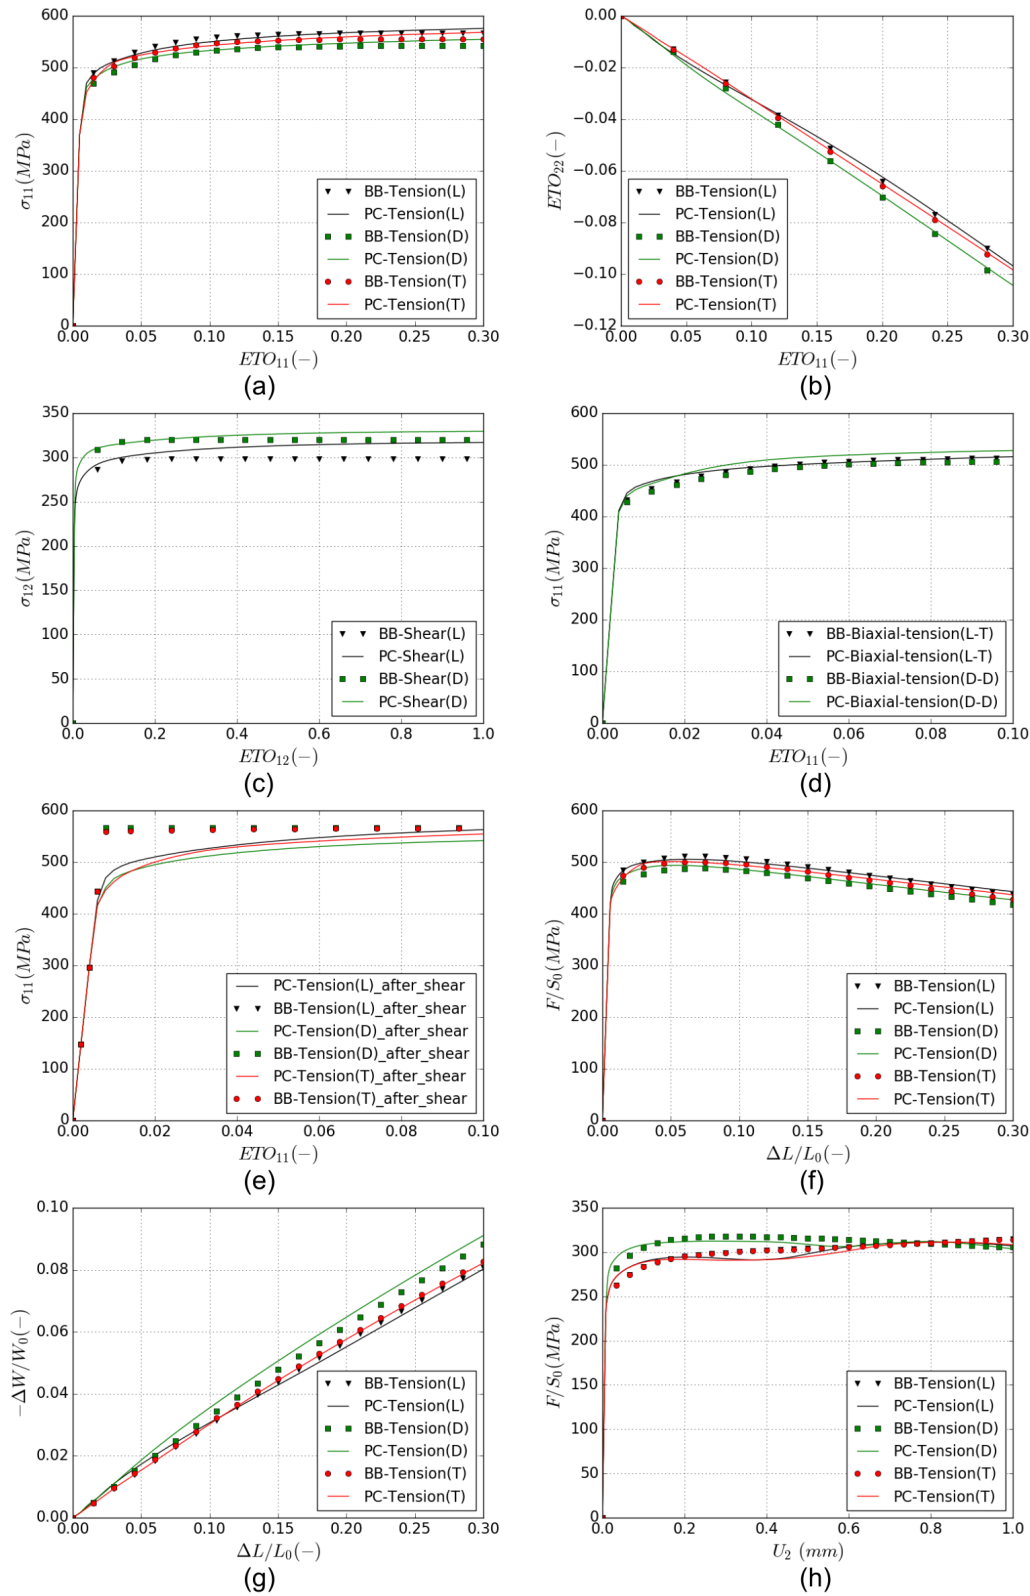 600
500
400
300
200
100
0
σ11(MPa)
BB-Tension(L)
PC-Tension(L)
BB-Tension(D)
PC-Tension(D)
BB-Tension(T)
PC-Tension(T)
0.00 0.05 0.10 0.15 0.20 0.25 0.30
ETO11(−)
(a)
0.00
−0.02
−0.04
−0.06
−0.08
−0.10
−0.12
ETO22(−)
BB-Tension(L)
PC-Tension(L)
BB-Tension(D)
PC-Tension(D)
BB-Tension(T)
PC-Tension(T)
0.00 0.05 0.10 0.15 0.20 0.25 0.30
ETO11(−)
(b)
350
300
250
200
150
100
50
0
σ12(MPa)
BB-Shear(L)
PC-Shear(L)
BB-Shear(D)
PC-Shear(D)
0.0 0.2 0.4 0.6 0.8 1.0
ETO12(−)
(c)
600
500
400
300
200
100
0
σ11(MPa)
BB-Biaxial-tension(L-T)
PC-Biaxial-tension(L-T)
BB-Biaxial-tension(D-D)
PC-Biaxial-tension(D-D)
0.00 0.02 0.04 0.06 0.08 0.10
ETO11(−)
(d)
600
500
400
300
200
100
0
σ11(MPa)
PC-Tension(L)_after_shear
BB-Tension(L)_after_shear
PC-Tension(D)_after_shear
BB-Tension(D)_after_shear
PC-Tension(T)_after_shear
BB-Tension(T)_after_shear
0.00 0.02 0.04 0.06 0.08 0.10
ETO11(−)
(e)
600
500
400
300
200
100
0
F/S0(MPa)
BB-Tension(L)
PC-Tension(L)
BB-Tension(D)
PC-Tension(D)
BB-Tension(T)
PC-Tension(T)
0.00 0.05 0.10 0.15 0.20 0.25 0.30
ΔL/L0(−)
(f)
0.10
0.08
0.06
0.04
0.02
0.00
−ΔW/W0(−)
BB-Tension(L)
PC-Tension(L)
BB-Tension(D)
PC-Tension(D)
BB-Tension(T)
PC-Tension(T)
0.00 0.05 0.10 0.15 0.20 0.25 0.30
ΔL/L0(−)
(g)
350
300
250
200
150
100
50
0
F/S0(MPa)
BB-Tension(L)
PC-Tension(L)
BB-Tension(D)
PC-Tension(D)
BB-Tension(T)
PC-Tension(T)
0.0 0.2 0.4 0.6 0.8 1.0
U2 (mm)
(h)